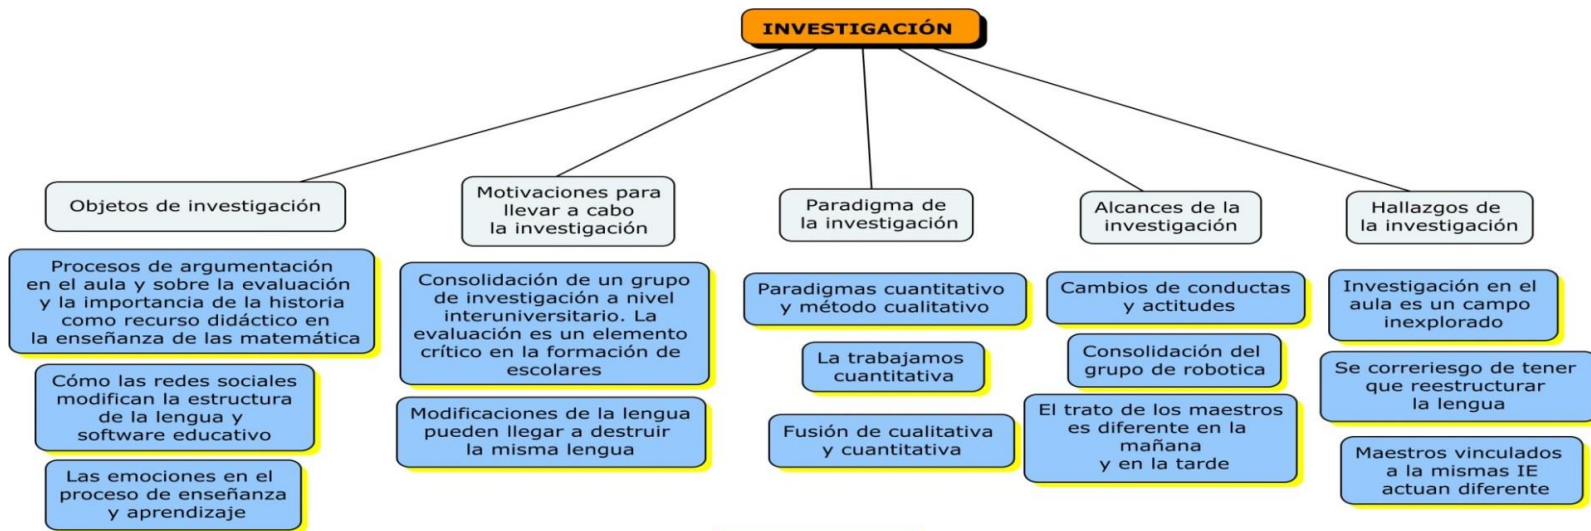 INVESTIGACIÓN
Objetos de investigación
Procesos de argumentación
en el aula y sobre la evaluación
y la importancia de la historia
como recurso didáctico en
la enseñanza de las matemática
Cómo las redes sociales
modifican la estructura
de la lengua y
software educativo
Las emociones en el
proceso de enseñanza
y aprendizaje
Motivaciones para
llevar a cabo
la investigación
Consolidación de un grupo
de investigación a nivel
interuniversitario. La
evaluación es un elemento
crítico en la formación de
escolares
Modificaciones de la lengua
pueden llegar a destruir
la misma lengua
Paradigma de
la investigación
Paradigmas cuantitativo
y método cualitativo
La trabajamos
cuantitativa
Fusión de cualitativa
y cuantitativa
Alcances de la
investigación
Cambios de conductas
y actitudes
Consolidación del
grupo de robotica
El trato de los maestros
es diferente en la
mañana
y en la tarde
Hallazgos de
la investigación
Investigación en el
aula es un campo
inexplorado
Se correriesgo de tener
que reestructurar
la lengua
Maestros vinculados
a la mismas IE
actuan diferente